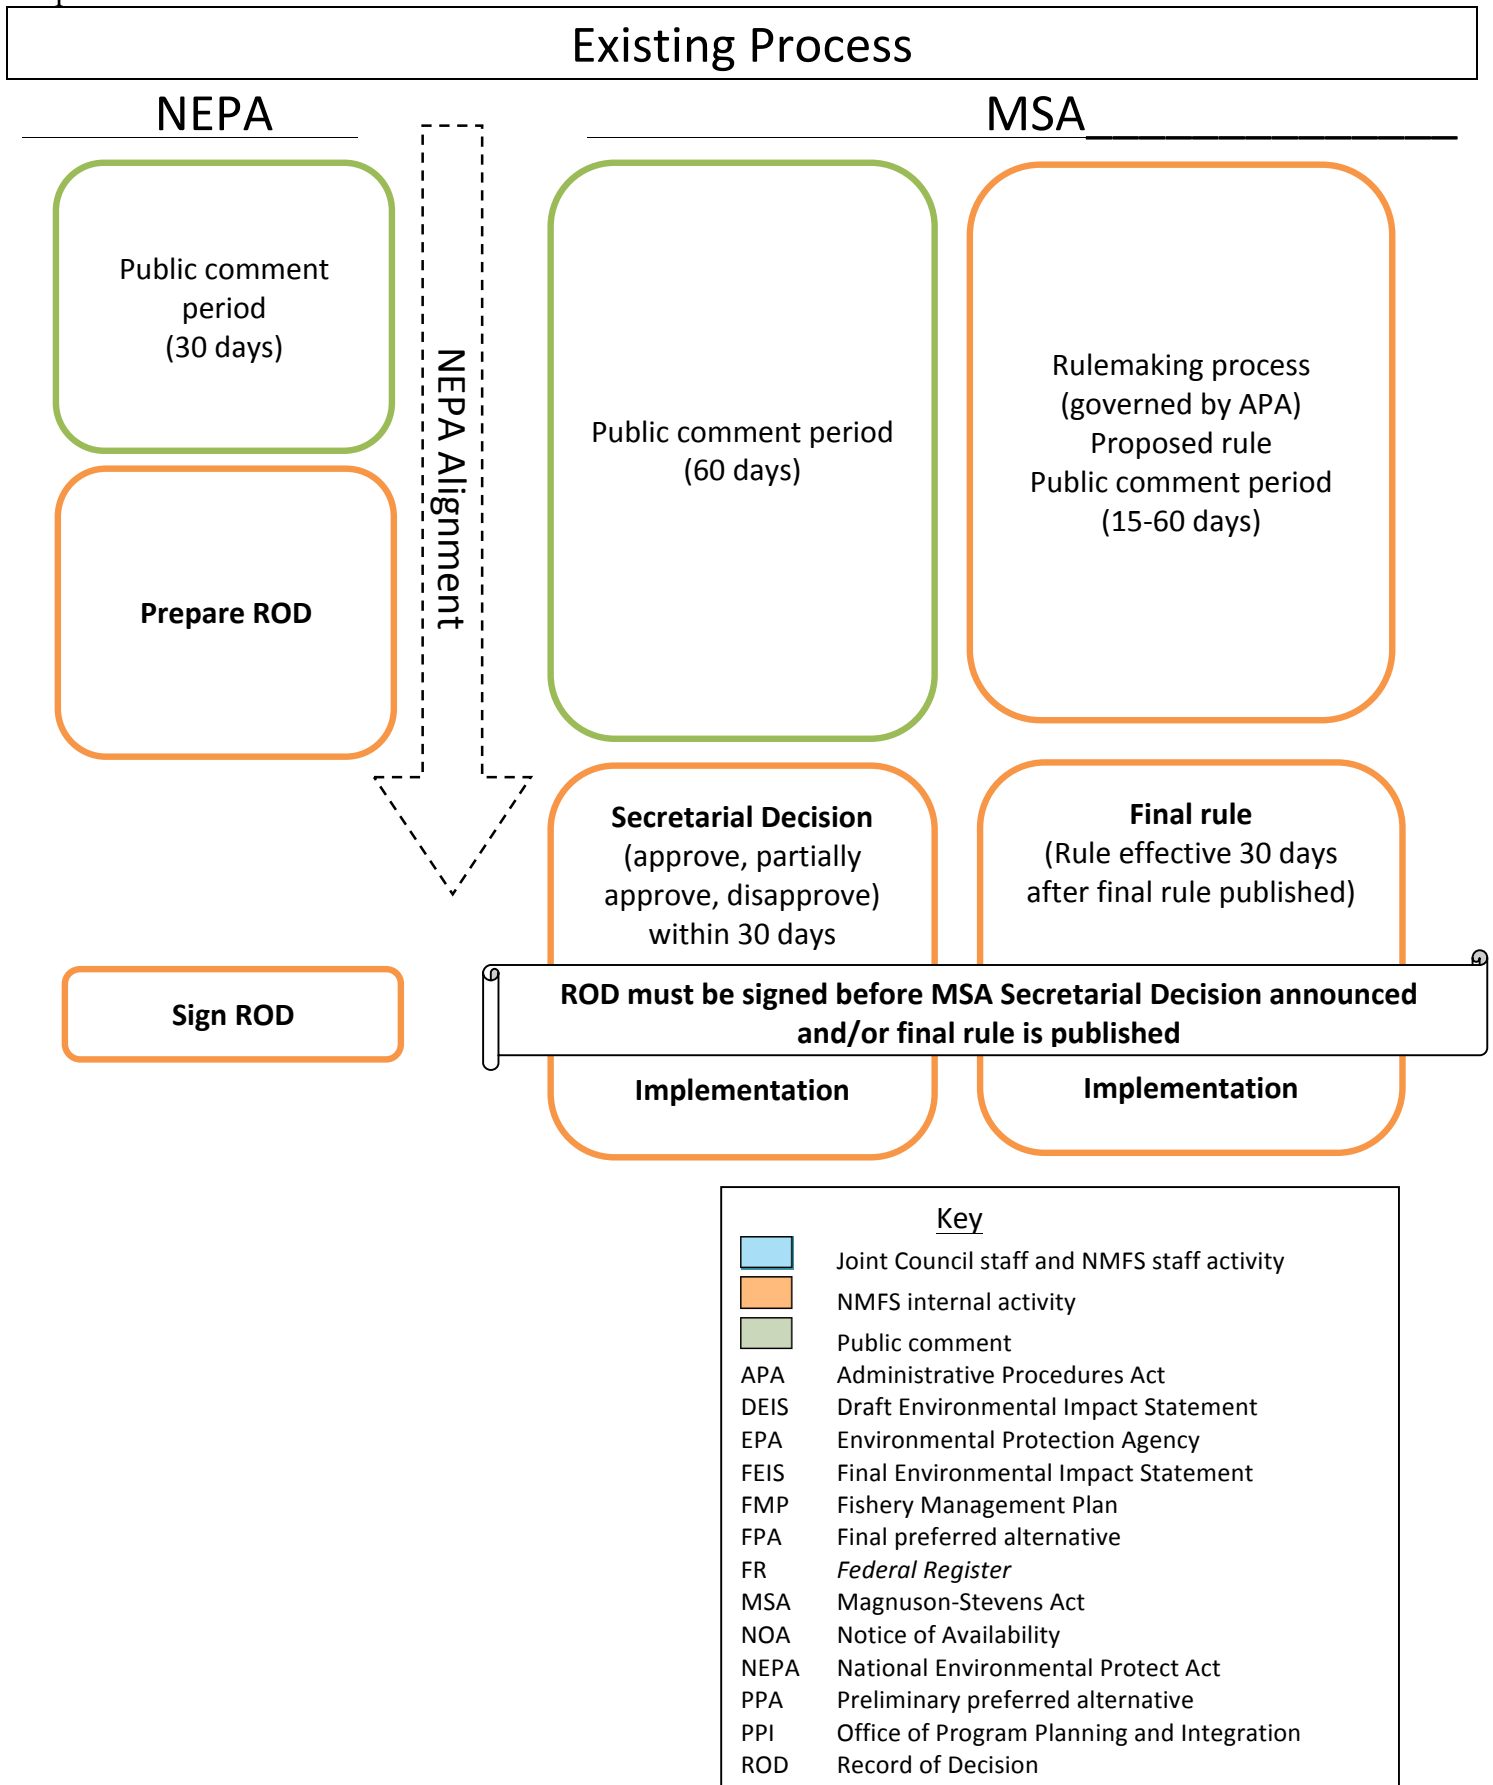 Existing Process
NEPA
MSA______________
Public comment
period
(30 days)
Prepare ROD
Sign ROD
NEPA Alignment
Public comment period
(60 days)
Rulemaking process
(governed by APA)
Proposed rule
Public comment period
(15-60 days)
Secretarial Decision
(approve, partially
approve, disapprove)
within 30 days
Final rule
(Rule effective 30 days
after final rule published)
ROD must be signed before MSA Secretarial Decision announced
and/or final rule is published
Implementation
Implementation
Key
Joint Council staff and NMFS staff activity
NMFS internal activity
Public comment
APA Administrative Procedures Act
DEIS Draft Environmental Impact Statement
EPA Environmental Protection Agency
FEIS Final Environmental Impact Statement
FMP Fishery Management Plan
FPA Final preferred alternative
FR Federal Register
MSA Magnuson-Stevens Act
NOA Notice of Availability
NEPA National Environmental Protect Act
PPA Preliminary preferred alternative
PPI Office of Program Planning and Integration
ROD Record of Decision